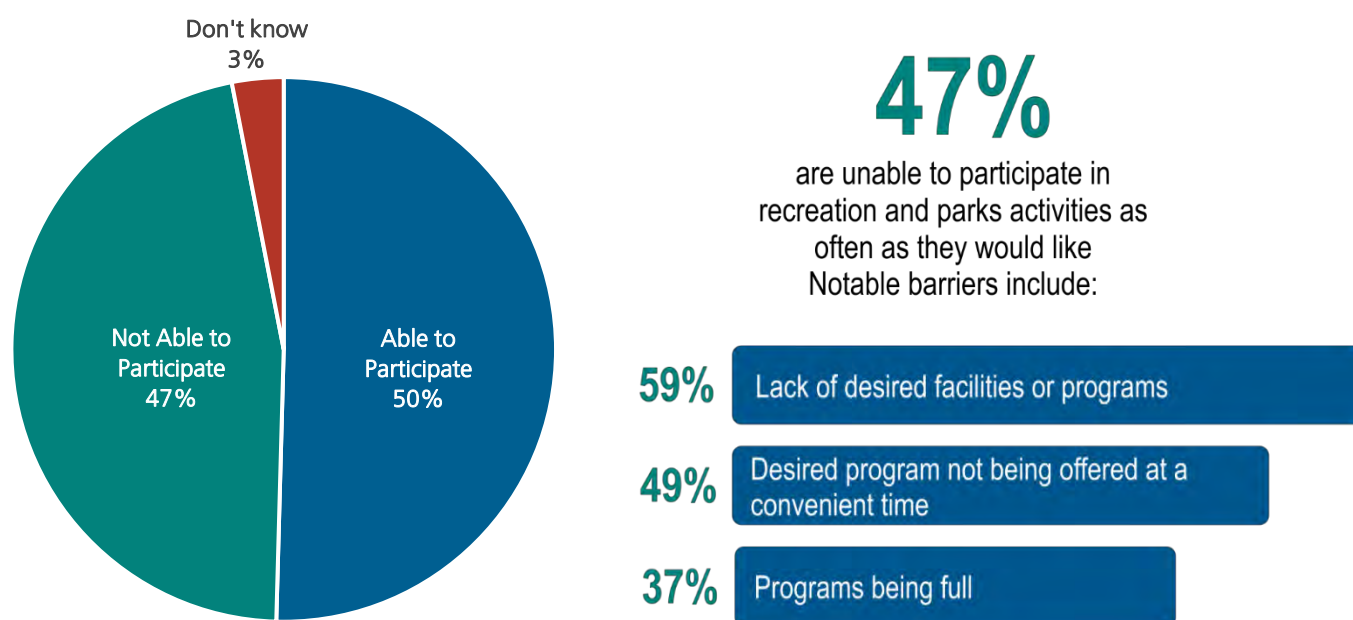 Don't know
3%
Not Able to
Participate
47%
Able to
Participate
50%
47%
are unable to participate in
recreation and parks activities as
often as they would like
Notable barriers include:
59% Lack of desired facilities or programs
49% Desired program not being offered at a
convenient time
37% Programs being full